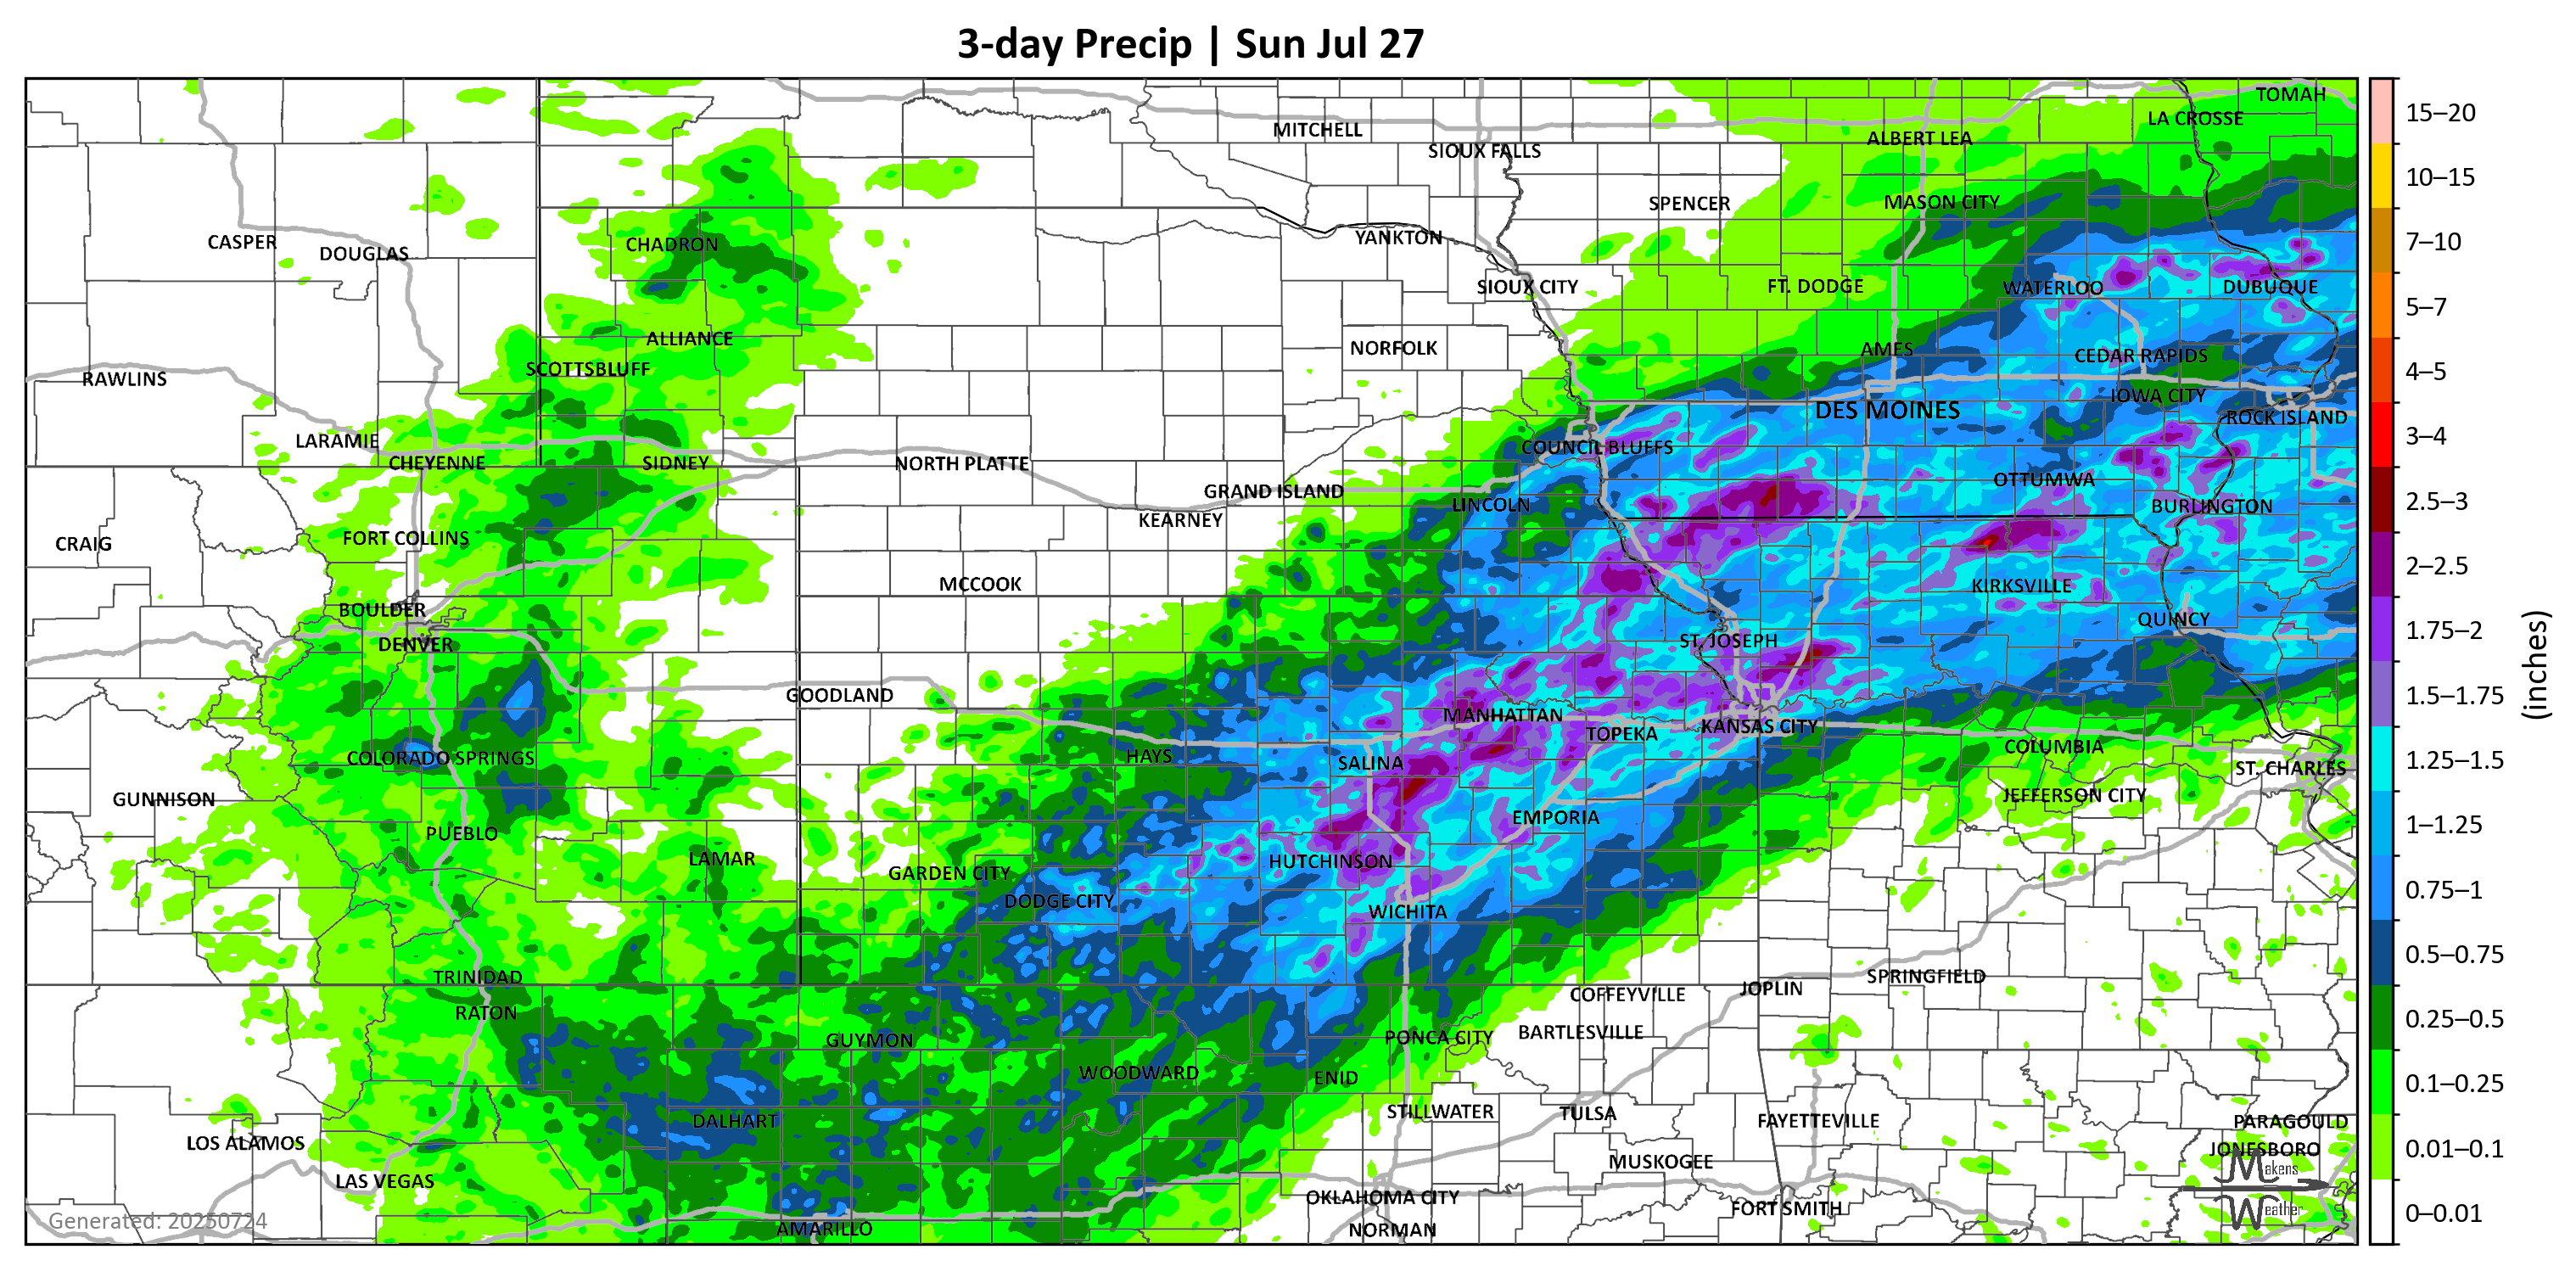 3-day Precip | Sun Jul 27
TOMAH
LA CROSSE
MITCHELL
ALBERT LEA
SIOUX FALLS
SPENCER
MASON CITY
YANKTON
CASPER
CHADRON
DOUGLAS
SIOUX CITY
FT. DODGE
WATERLOO
DUBUQUE
ALLIANCE
NORFOLK
AMES
CEDAR RAPIDS
SCOTTSBLUFF
RAWLINS
IOWA CITY
DES MOINES
ROCK ISLAND
LARAMIE
COUNCIL BLUFFS
CHEYENNE
SIDNEY
NORTH PLATTE
OTTUMWA
GRAND ISLAND
LINCOLN
BURLINGTON
KEARNEY
FORT COLLINS
CRAIG
MCCOOK
KIRKSVILLE
BOULDER
QUINCY
DENVER
ST. JOSEPH
GOODLAND
MANHATTAN
KANSAS CITY
TOPEKA
COLUMBIA
COLORADO SPRINGS
HAYS
SALINA
ST. CHARLES
GUNNISON
JEFFERSON CITY
EMPORIA
PUEBLO
LAMAR
HUTCHINSON
GARDEN CITY
DODGE CITY
WICHITA
TRINIDAD
SPRINGFIELD
JOPLIN
COFFEYVILLE
RATON
BARTLESVILLE
PONCA CITY
GUYMON
WOODWARD
ENID
STILLWATER
TULSA
DALHART
FAYETTEVILLE
PARAGOULD
LOS ALAMOS
JONESBORO
MUSKOGEE
LAS VEGAS
OKLAHOMA CITY
FORT SMITH
AMARILLO
NORMAN
Generated: 20250724
Makens
Weather
15–20
10–15
7–10
5–7
4–5
3–4
2.5–3
2–2.5
1.75–2
1.5–1.75
1.25–1.5
1–1.25
0.75–1
0.5–0.75
0.25–0.5
0.1–0.25
0.01–0.1
0–0.01
(inches)